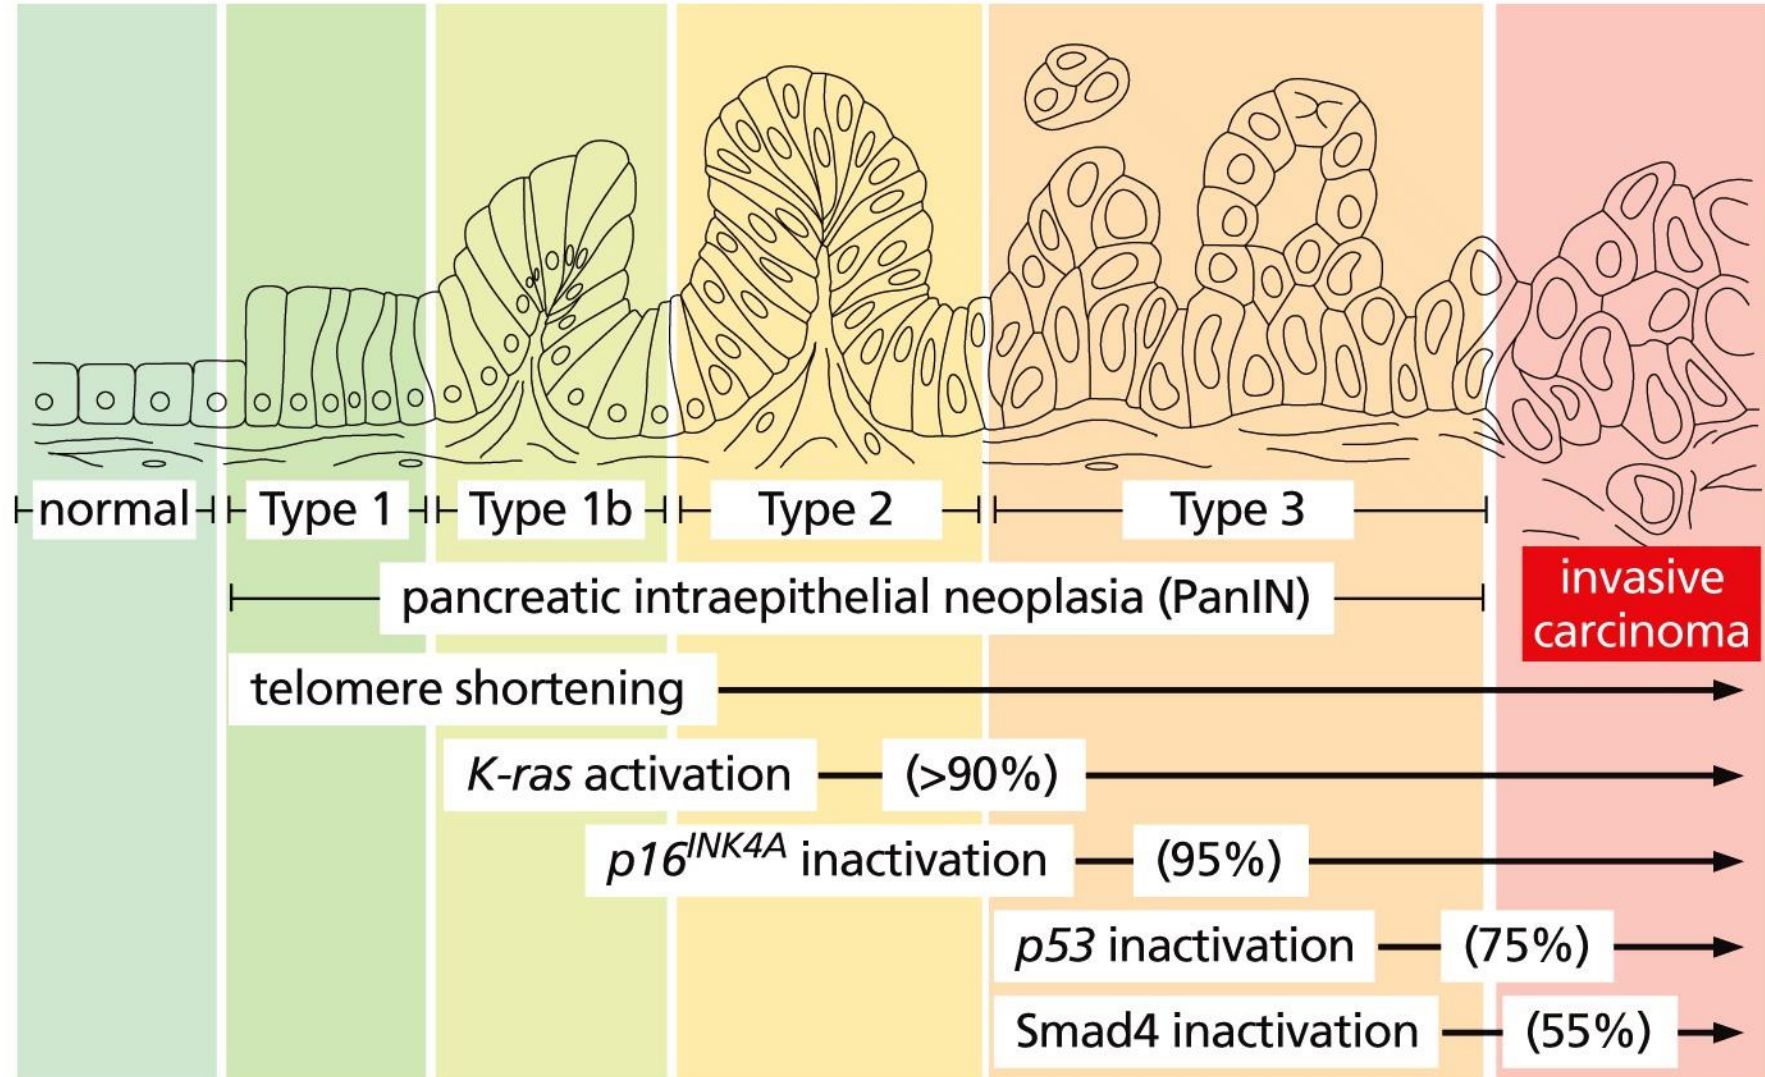 normal
Type 1
Type 1b
Type 2
Type 3
pancreatic intraepithelial neoplasia (PanIN)
invasive
carcinoma
telomere shortening
K-ras activation (>90%)
p16INK4A inactivation (95%)
p53 inactivation (75%)
Smad4 inactivation (55%)